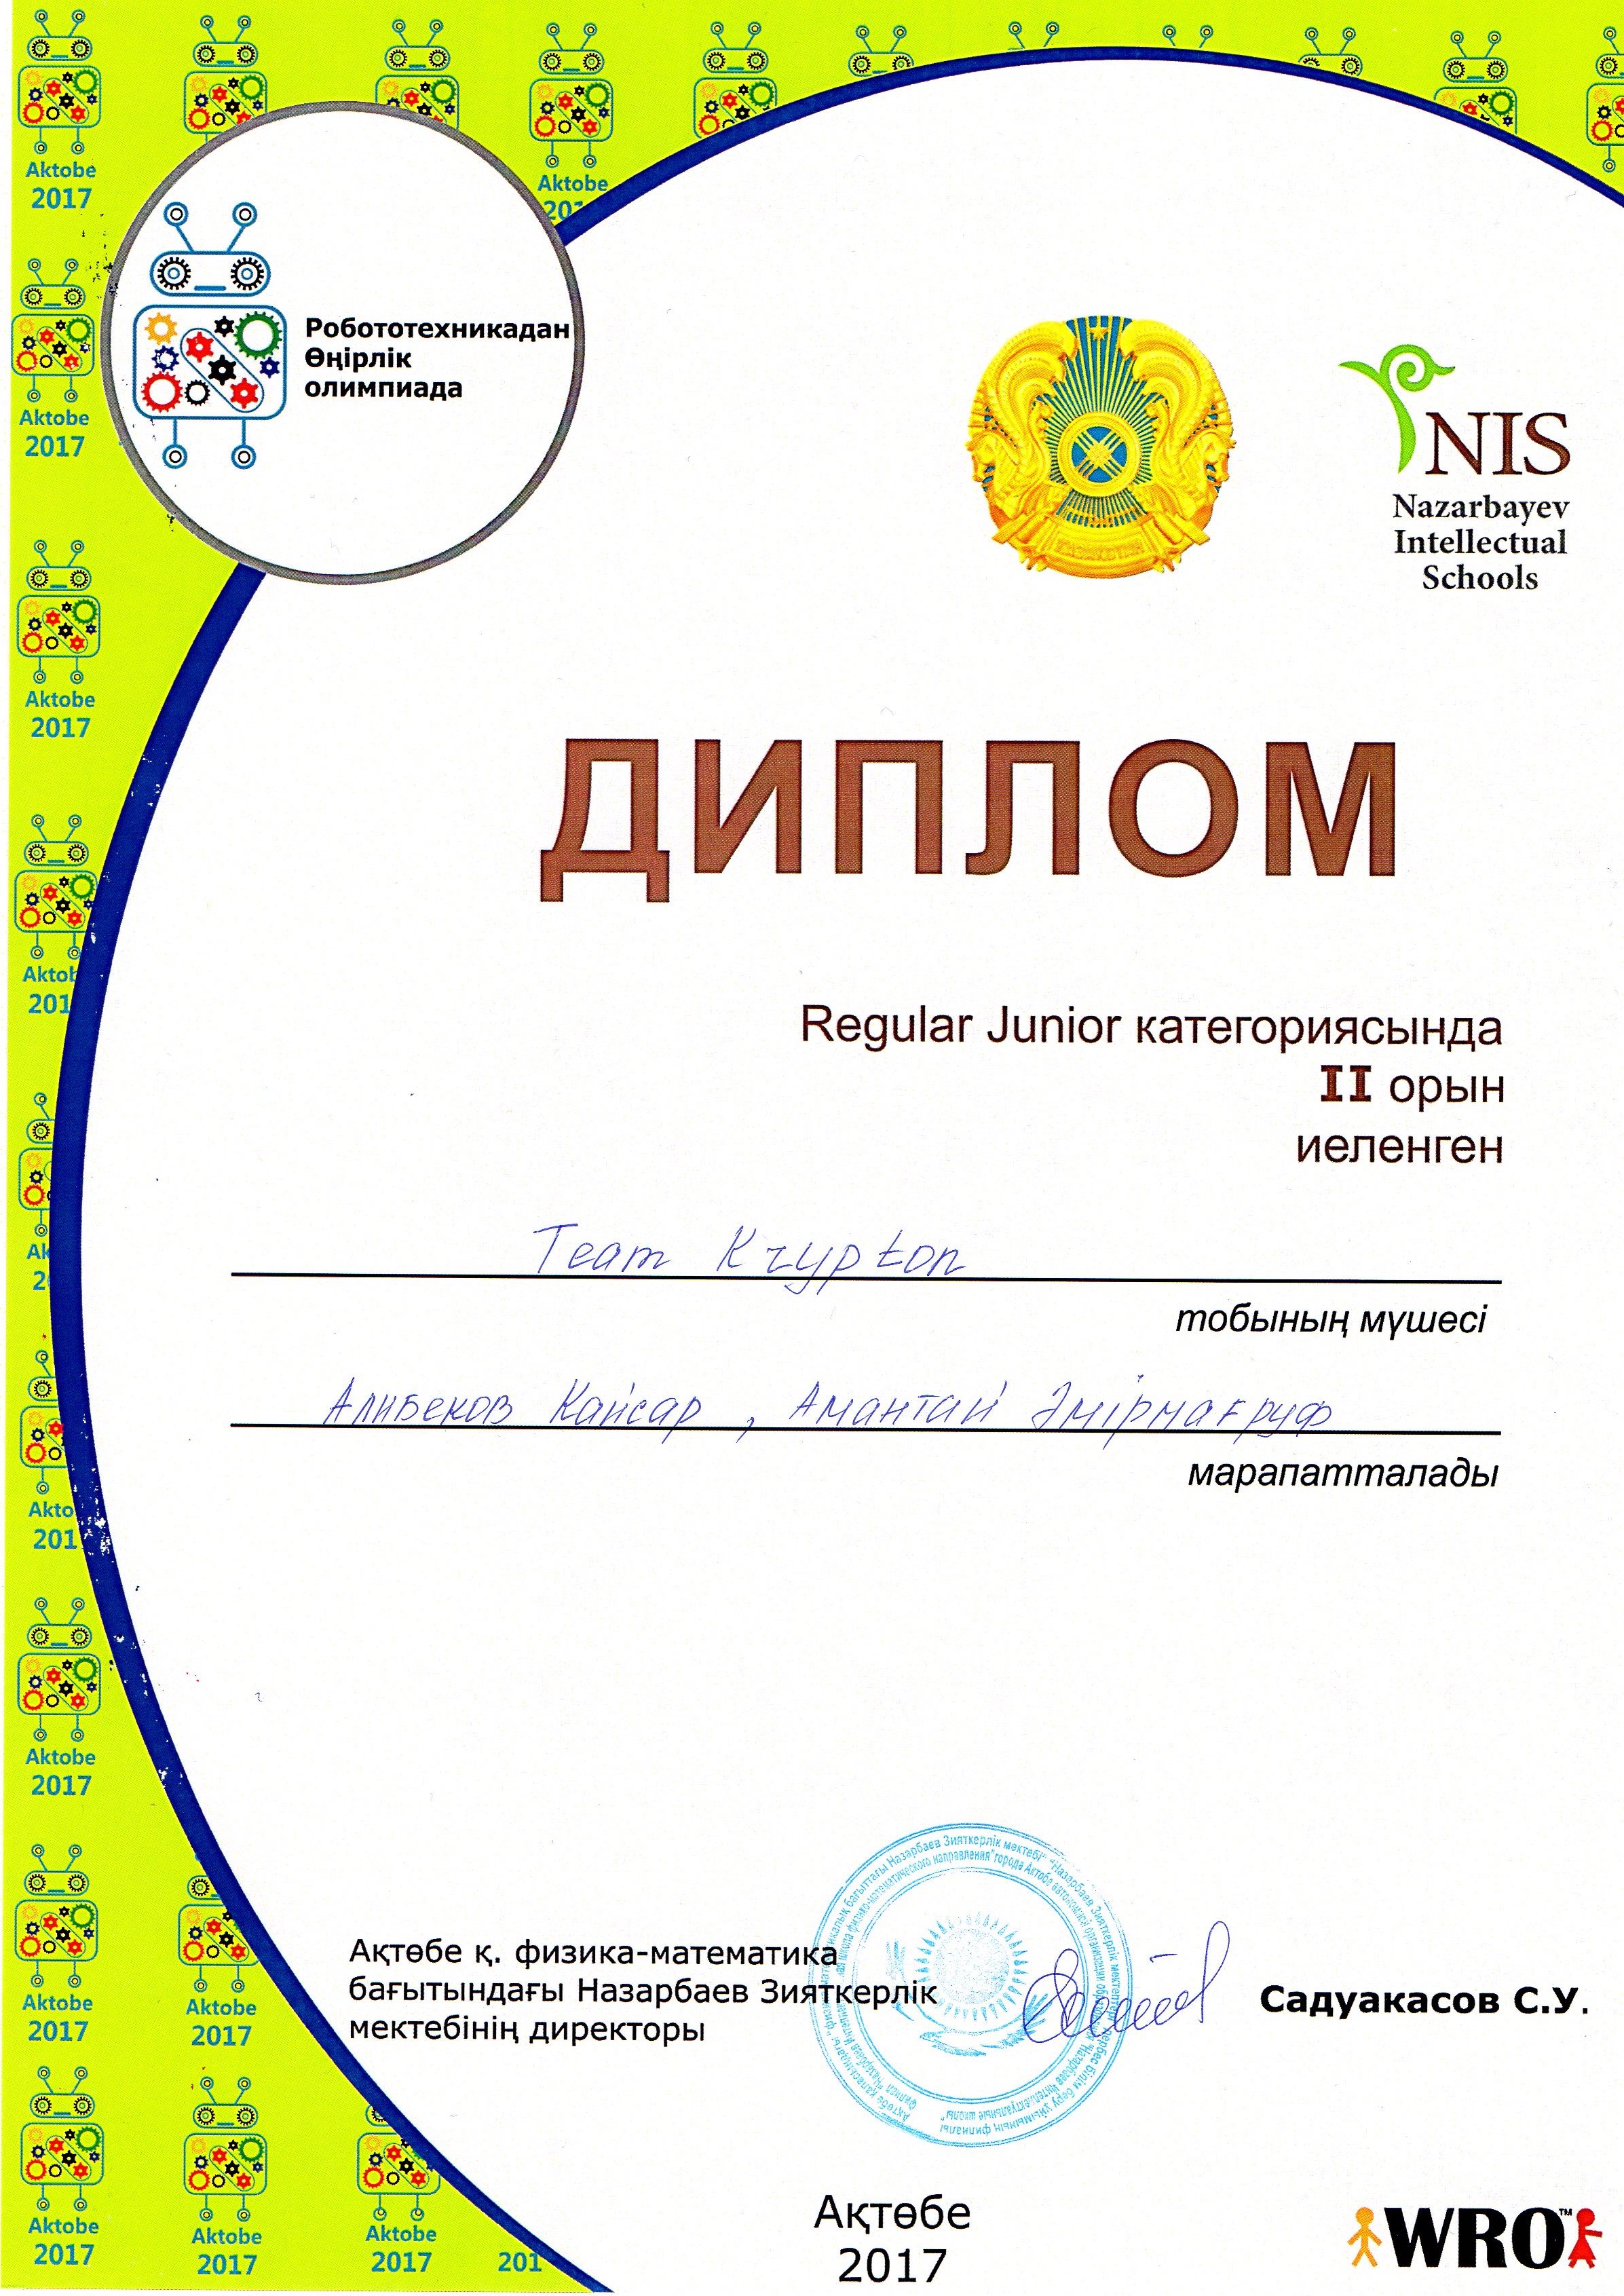 Робототехникадан
Өңірлік
олимпиада
NIS
Nazarbayev
Intellectual
Schools
ДИПЛОМ
Regular Junior категориясында
II орын
иеленген
Team Krypton
тобының мүшесі
Алибеков Кайсар, Амантай Әмірмағруф
марапатталады
Ақтөбе қ. физика-математика
бағытындағы Назарбаев Зияткерлік
мектебінің директоры
Садуакасов С.У.
Ақтөбе
2017
WRO™
Aktobe
2017